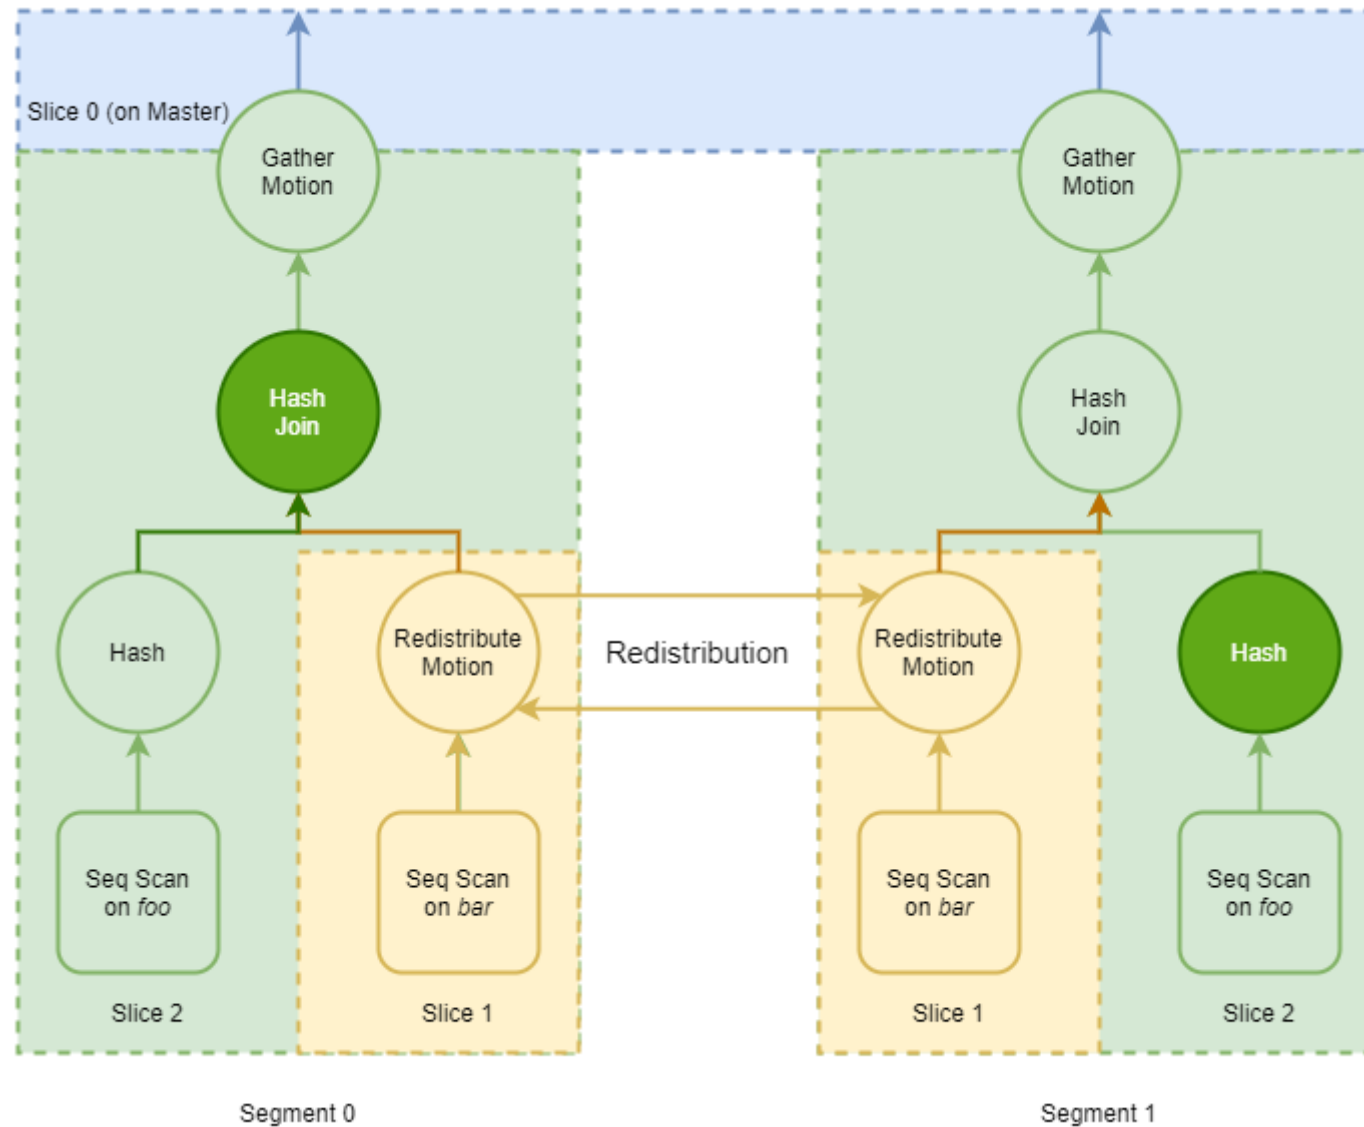 Slice 0 (on Master)
Gather
Motion
Gather
Motion
Hash
Join
Hash
Join
Hash
Redistribute
Motion
Redistribution
Redistribute
Motion
Hash
Seq Scan
on foo
Seq Scan
on bar
Seq Scan
on bar
Seq Scan
on foo
Slice 2
Slice 1
Slice 1
Slice 2
Segment 0
Segment 1